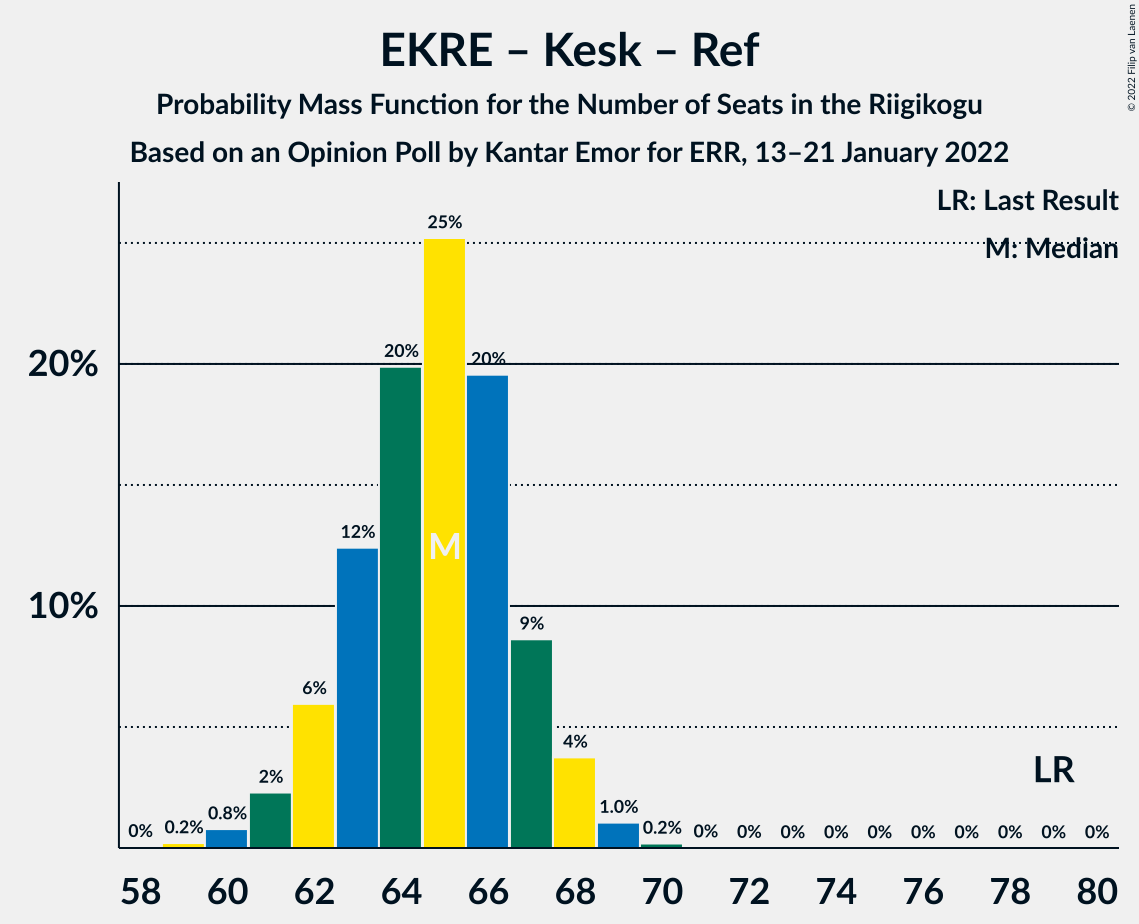 EKRE – Kesk – Ref
Probability Mass Function for the Number of Seats in the Riigikogu
Based on an Opinion Poll by Kantar Emor for ERR, 13–21 January 2022
© 2022 Filip van Laenen
LR: Last Result
M: Median
20%
10%
0% 0.2% 0.8% 2% 6% 12% 20% 25% 20% 9% 4% 1.0% 0.2% 0% 0% 0% 0% 0% 0% 0% 0% 0% 0%
M
LR
58 60 62 64 66 68 70 72 74 76 78 80